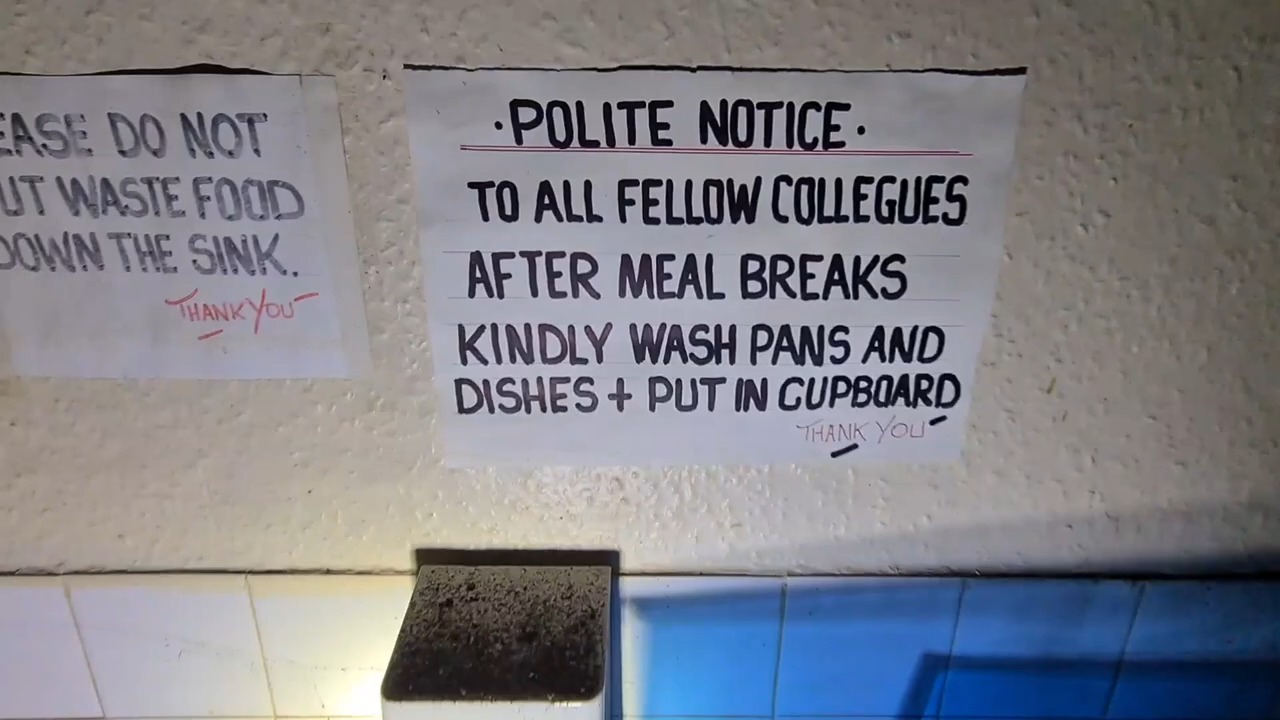 EASE DO NOT
UT WASTE FOOD
DOWN THE SINK.
THANK YOU
·POLITE NOTICE·
TO ALL FELLOW COLLEGUES
AFTER MEAL BREAKS
KINDLY WASH PANS AND
DISHES + PUT IN CUPBOARD
THANK YOU